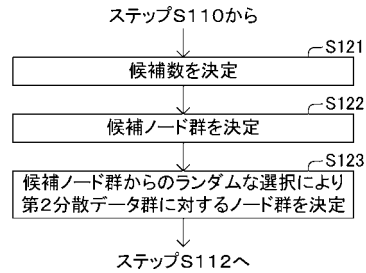 ステップS110から
S121
候補数を決定
S122
候補ノード群を決定
S123
候補ノード群からのランダムな選択により
第2分散データ群に対するノード群を決定
ステップS112へ